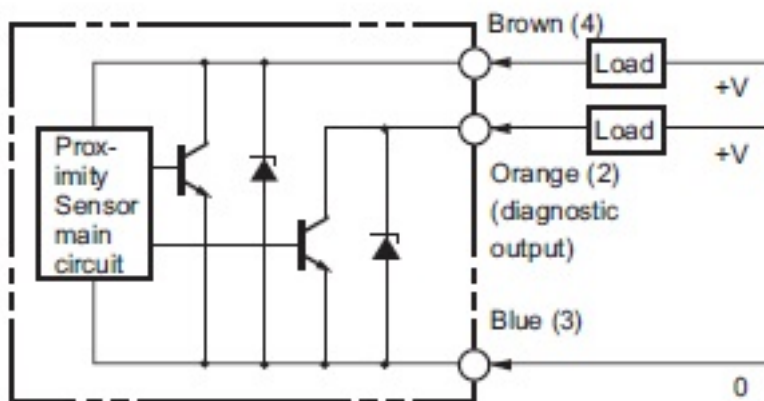 Brown (4)
Load
+V
Load
+V
Prox-
imity
Sensor
main
circuit
Orange (2)
(diagnostic
output)
Blue (3)
0